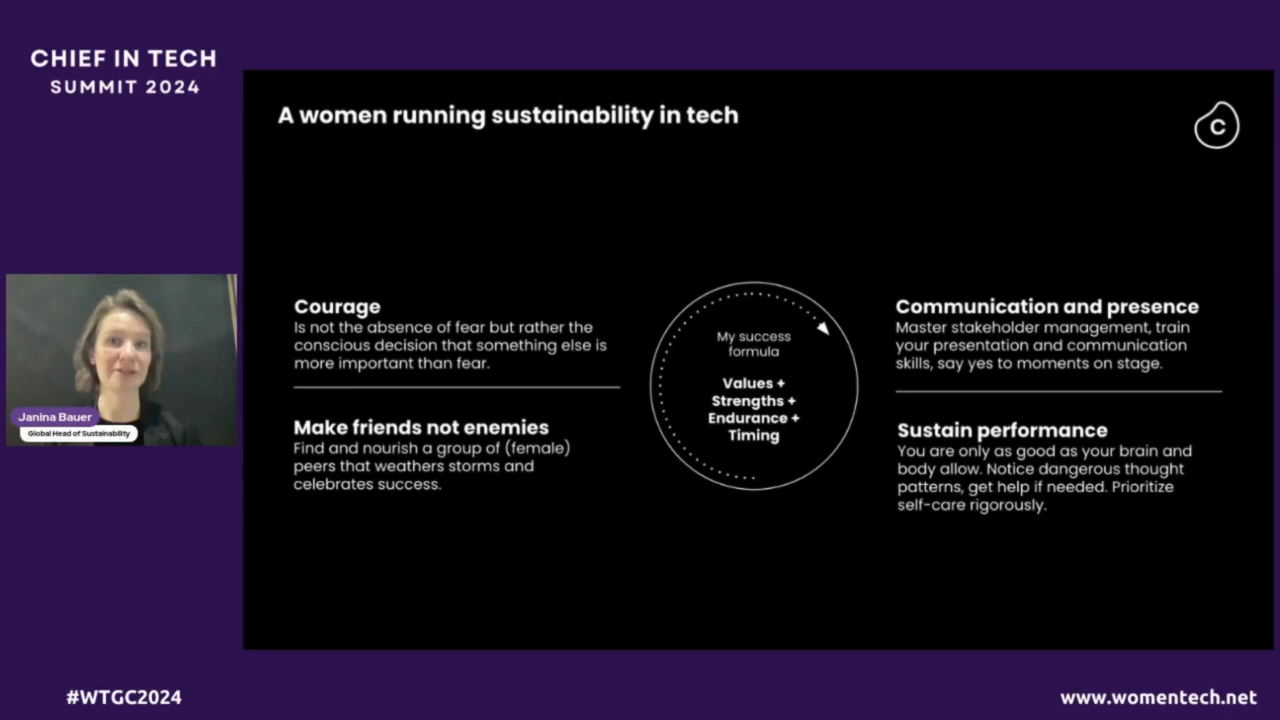 CHIEF IN TECH
SUMMIT 2024
A women running sustainability in tech
C
Courage
Is not the absence of fear but rather the
conscious decision that something else is
more important than fear.
Make friends not enemies
Find and nourish a group of (female)
peers that weathers storms and
celebrates success.
My success
formula
Values +
Strengths +
Endurance +
Timing
Communication and presence
Master stakeholder management, train
your presentation and communication
skills, say yes to moments on stage.
Sustain performance
You are only as good as your brain and
body allow. Notice dangerous thought
patterns, get help if needed. Prioritize
self-care rigorously.
Janina Bauer
Global Head of Sustainability
#WTGC2024
www.womentech.net